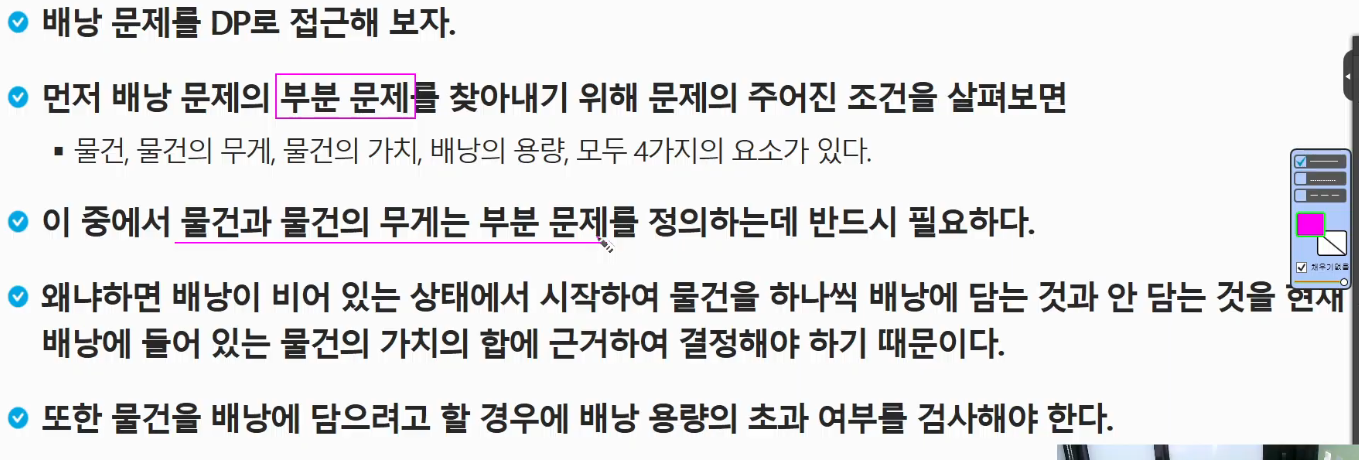 배낭 문제를 DP로 접근해 보자.
먼저 배낭 문제의 부분 문제를 찾아내기 위해 문제의 주어진 조건을 살펴보면
물건, 물건의 무게, 물건의 가치, 배낭의 용량, 모두 4가지의 요소가 있다.
이 중에서 물건과 물건의 무게는 부분 문제를 정의하는데 반드시 필요하다.
왜냐하면 배낭이 비어 있는 상태에서 시작하여 물건을 하나씩 배낭에 담는 것과 안 담는 것을 현재
배낭에 들어 있는 물건의 가치의 합에 근거하여 결정해야 하기 때문이다.
또한 물건을 배낭에 담으려고 할 경우에 배낭 용량의 초과 여부를 검사해야 한다.
채우기없음